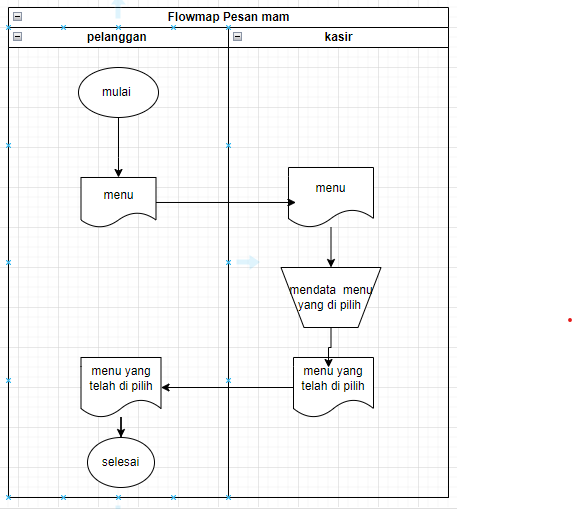 Flowmap Pesan mam
pelanggan
kasir
mulai
menu
menu
mendata menu
yang di pilih
menu yang
telah di pilih
menu yang
telah di pilih
selesai